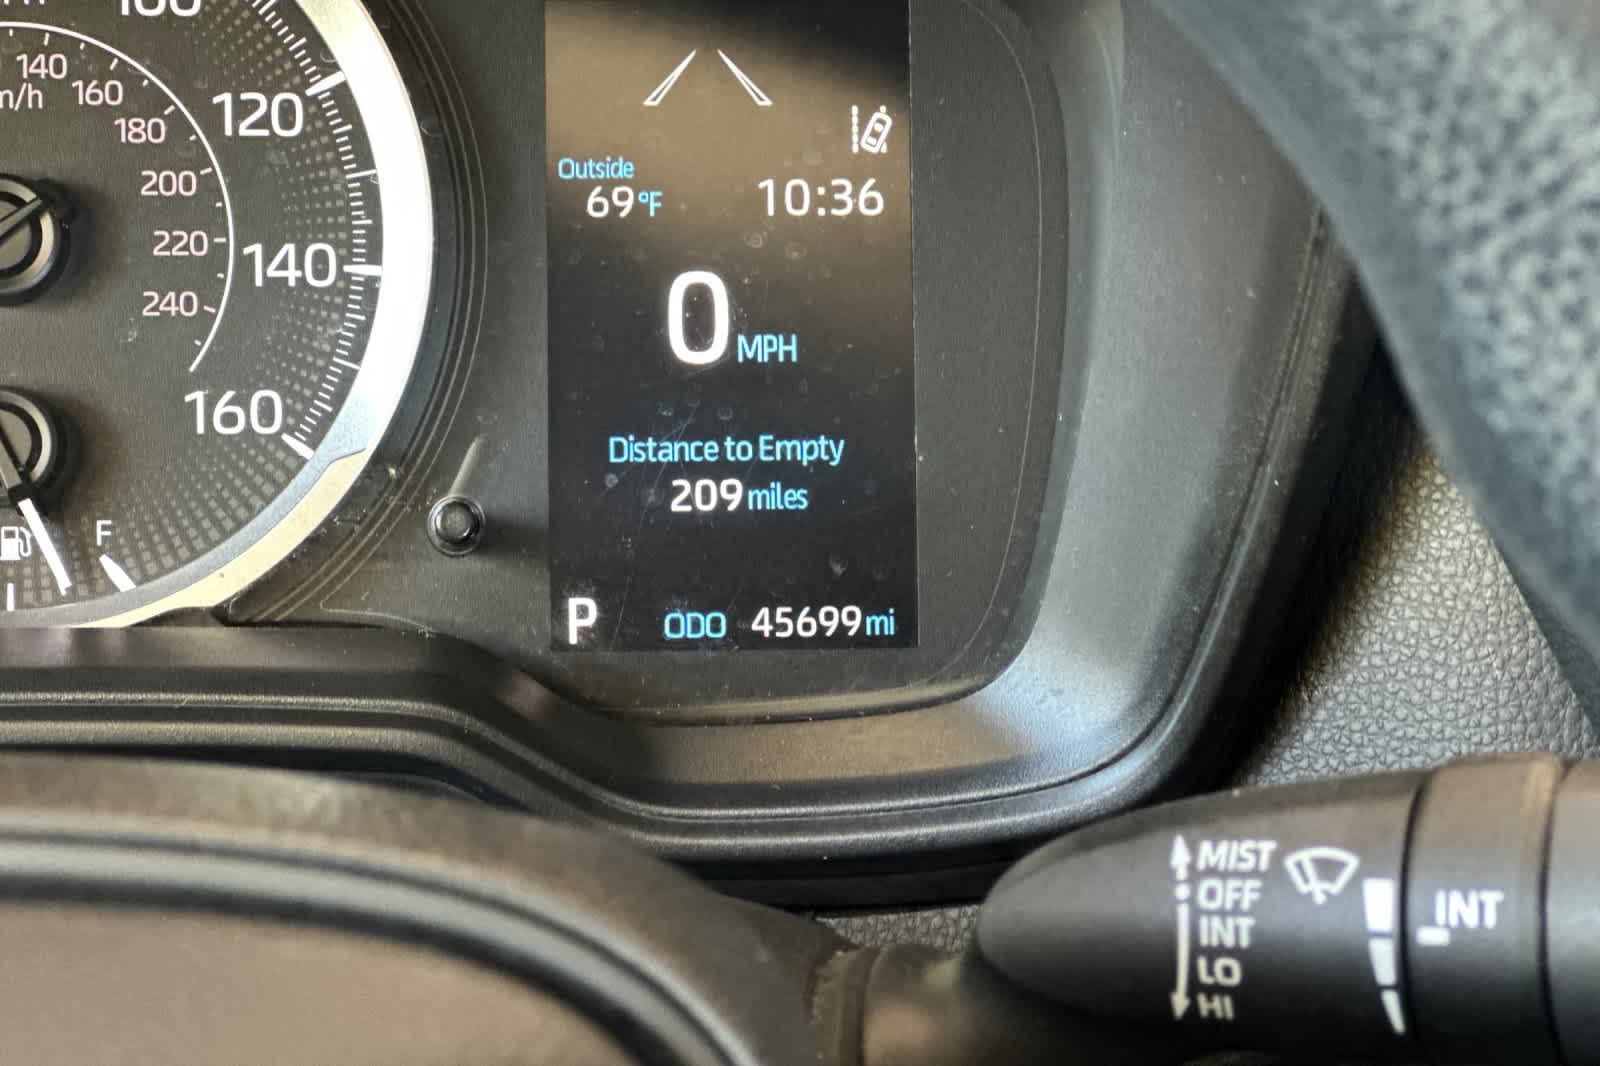 100
120
140
160
140
160
180
200
220
240
F
Outside
69°F
10:36
0 MPH
Distance to Empty
209 miles
P ODO 45699 mi
MIST
OFF
INT
LO
HI
INT